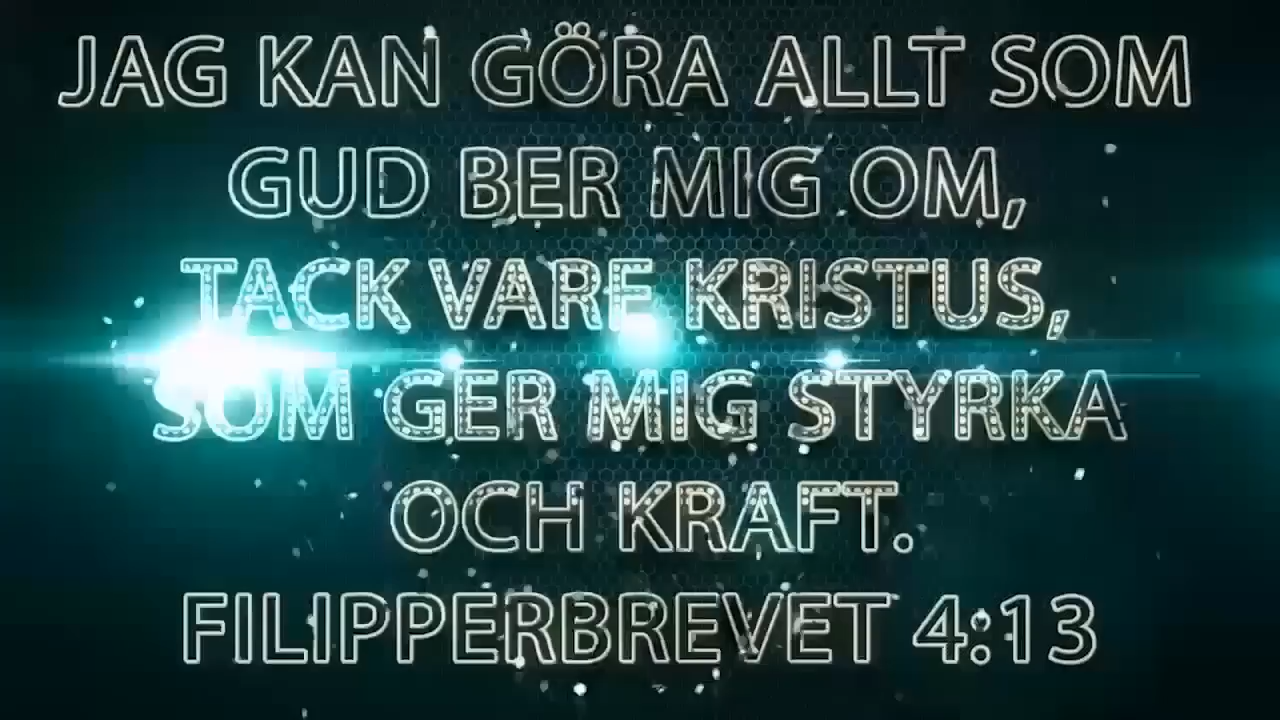 JAG KAN GÖRA ALLT SOM
GUD BER MIG OM,
TACK VARE KRISTUS,
SOM GER MIG STYRKA
OCH KRAFT.
FILIPPERBREVET 4:13